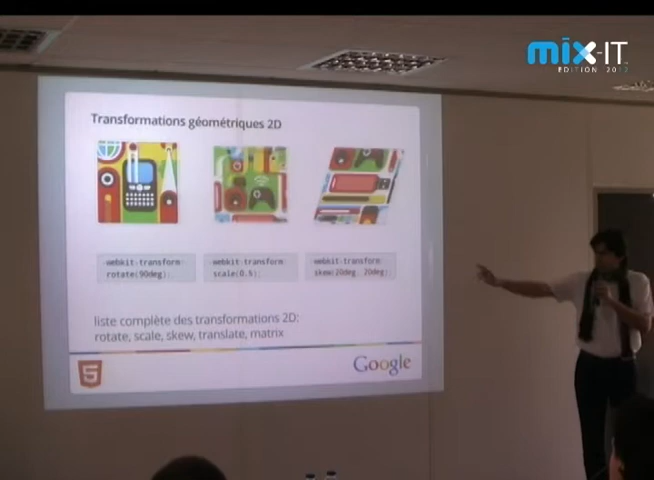 mix-IT
EDITION 2012
Transformations géométriques 2D
-webkit-transform:
rotate(90deg);
-webkit-transform:
scale(0.5);
-webkit-transform:
skew(20deg, 20deg);
liste complète des transformations 2D:
rotate, scale, skew, translate, matrix
5
Google